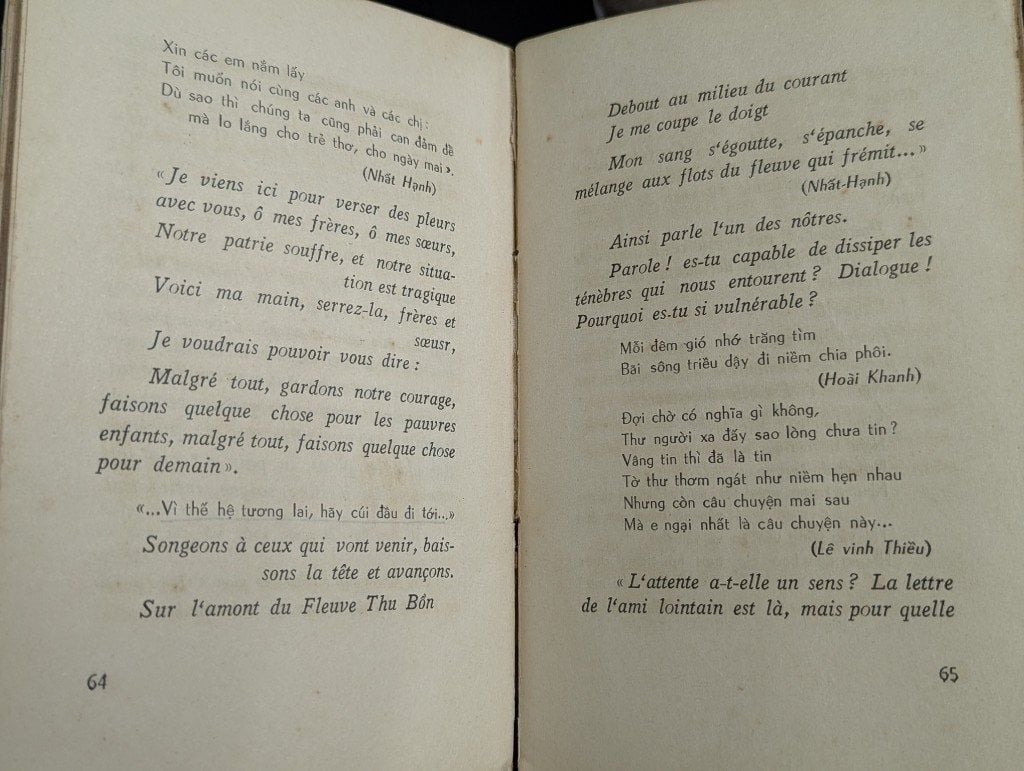 Xin các em nắm lấy
Tôi muốn nói cùng các anh và các chị :
Dù sao thì chúng ta cũng phải can đảm để
mà lo lắng cho trẻ thơ, cho ngày mai ».
(Nhất Hạnh)
« Je viens ici pour verser des pleurs
avec vous, ô mes frères, ô mes sœurs,
Notre patrie souffre, et notre situa-
tion est tragique
Voici ma main, serrez-la, frères et
sœusr,
Je voudrais pouvoir vous dire :
Malgré tout, gardons notre courage,
faisons quelque chose pour les pauvres
enfants, malgré tout, faisons quelque chose
pour demain ».
«...Vì thế hệ tương lai, hãy cúi đầu đi tới...»
Songeons à ceux qui vont venir, bais-
sons la tête et avançons.
Sur l‘amont du Fleuve Thu Bồn
64
Debout au milieu du courant
Je me coupe le doigt
Mon sang s‘égoutte, s‘épanche, se
mélange aux flots du fleuve qui frémit... »
(Nhất-Hạnh)
Ainsi parle l‘un des nôtres.
Parole ! es-tu capable de dissiper les
ténèbres qui nous entourent ? Dialogue !
Pourquoi es-tu si vulnérable ?
Mỗi đêm gió nhớ trăng tìm
Bãi sông triều dậy đi niềm chia phôi.
(Hoài Khanh)
Đợi chờ có nghĩa gì không,
Thư người xa đấy sao lòng chưa tin ?
Vâng tin thì đã là tin
Tờ thư thơm ngát như niềm hẹn nhau
Nhưng còn câu chuyện mai sau
Mà e ngại nhất là câu chuyện này...
(Lê vinh Thiều)
« L‘attente a-t-elle un sens ? La lettre
de l‘ami lointain est là, mais pour quelle
65